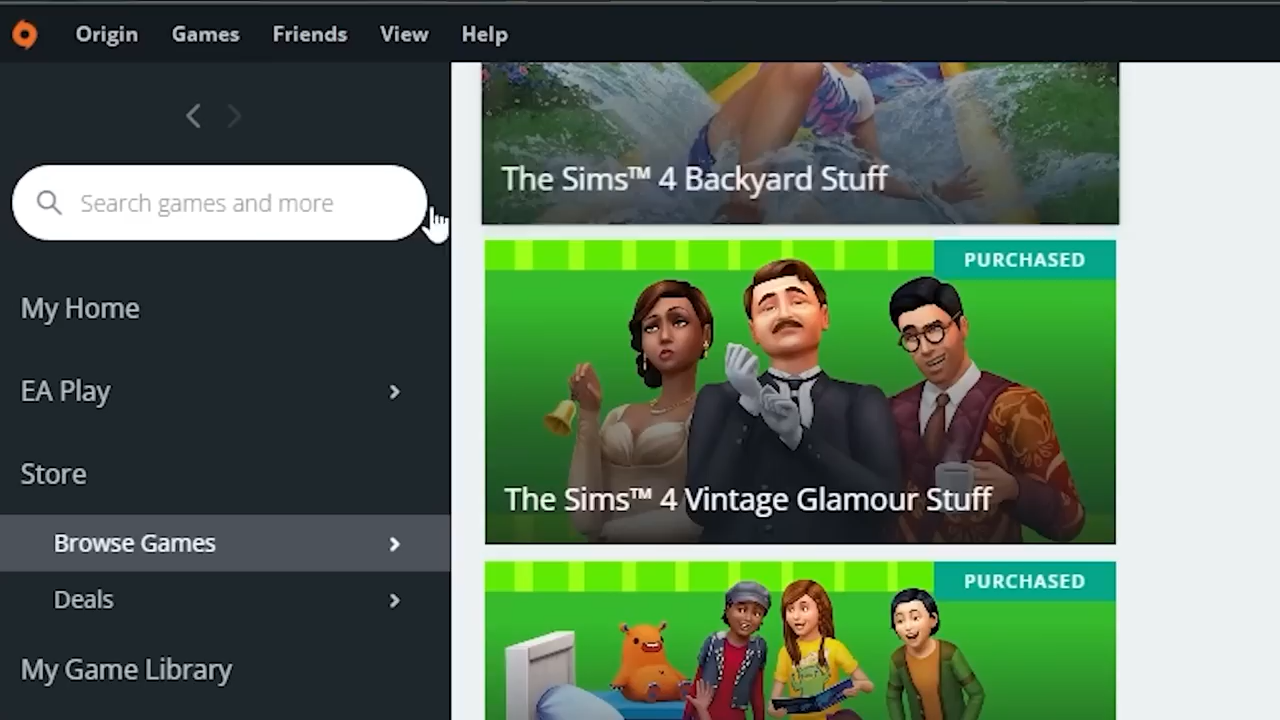 Origin Games Friends View Help
Search games and more
My Home
EA Play
Store
Browse Games
Deals
My Game Library
The Sims™ 4 Backyard Stuff
PURCHASED
The Sims™ 4 Vintage Glamour Stuff
PURCHASED